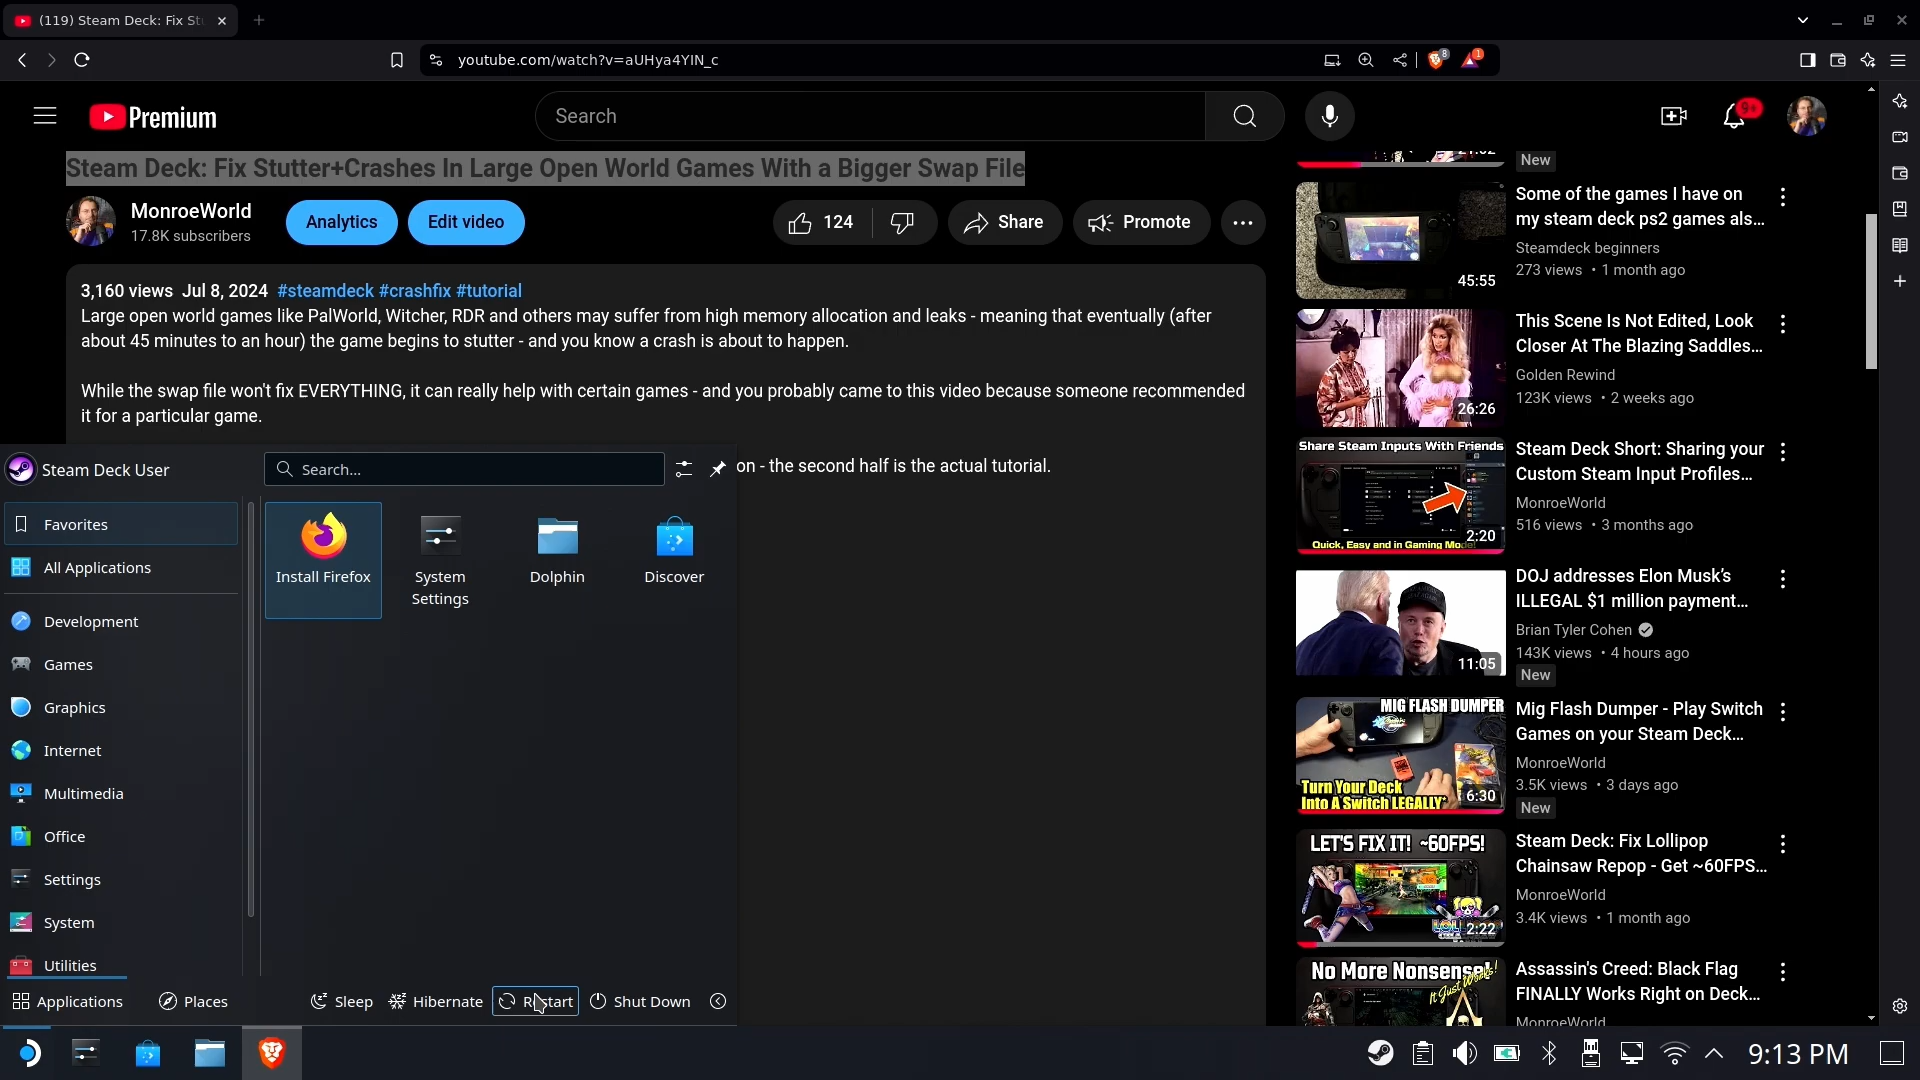 (119) Steam Deck: Fix St
youtube.com/watch?v=aUHya4YIN_c
8
1
Premium
Search
9+
Steam Deck: Fix Stutter+Crashes In Large Open World Games With a Bigger Swap File
MonroeWorld
17.8K subscribers
Analytics
Edit video
124
Share
Promote
3,160 views Jul 8, 2024 #steamdeck #crashfix #tutorial
Large open world games like PalWorld, Witcher, RDR and others may suffer from high memory allocation and leaks - meaning that eventually (after
about 45 minutes to an hour) the game begins to stutter - and you know a crash is about to happen.
While the swap file won't fix EVERYTHING, it can really help with certain games - and you probably came to this video because someone recommended
it for a particular game.
on - the second half is the actual tutorial.
Steam Deck User
Search...
Favorites
All Applications
Development
Games
Graphics
Internet
Multimedia
Office
Settings
System
Utilities
Install Firefox
System
Settings
Dolphin
Discover
Applications
Places
Sleep
Hibernate
Restart
Shut Down
New
Some of the games I have on
my steam deck ps2 games als...
Steamdeck beginners
273 views • 1 month ago
45:55
This Scene Is Not Edited, Look
Closer At The Blazing Saddles...
Golden Rewind
123K views • 2 weeks ago
26:26
Share Steam Inputs With Friends
Quick, Easy and in Gaming Mode!
2:20
Steam Deck Short: Sharing your
Custom Steam Input Profiles...
MonroeWorld
516 views • 3 months ago
DOJ addresses Elon Musk’s
ILLEGAL $1 million payment...
Brian Tyler Cohen
143K views • 4 hours ago
New
11:05
MIG FLASH DUMPER
Turn Your Deck
Into A Switch LEGALLY*
6:30
Mig Flash Dumper - Play Switch
Games on your Steam Deck...
MonroeWorld
3.5K views • 3 days ago
New
LET'S FIX IT! ~60FPS!
2:22
Steam Deck: Fix Lollipop
Chainsaw Repop - Get ~60FPS...
MonroeWorld
3.4K views • 1 month ago
No More Nonsense!
It Just Works!
Assassin's Creed: Black Flag
FINALLY Works Right on Deck...
MonroeWorld
9:13 PM